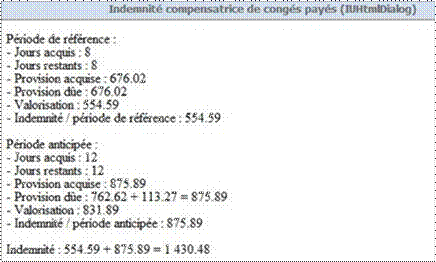 Indemnité compensatrice de congés payés (IUHtmlDialog)
Période de référence :
- Jours acquis : 8
- Jours restants : 8
- Provision acquise : 676.02
- Provision dûe : 676.02
- Valorisation : 554.59
- Indemnité / période de référence : 554.59
Période anticipée :
- Jours acquis : 12
- Jours restants : 12
- Provision acquise : 875.89
- Provision dûe : 762.62 + 113.27 = 875.89
- Valorisation : 831.89
- Indemnité / période anticipée : 875.89
Indemnité : 554.59 + 875.89 = 1 430.48